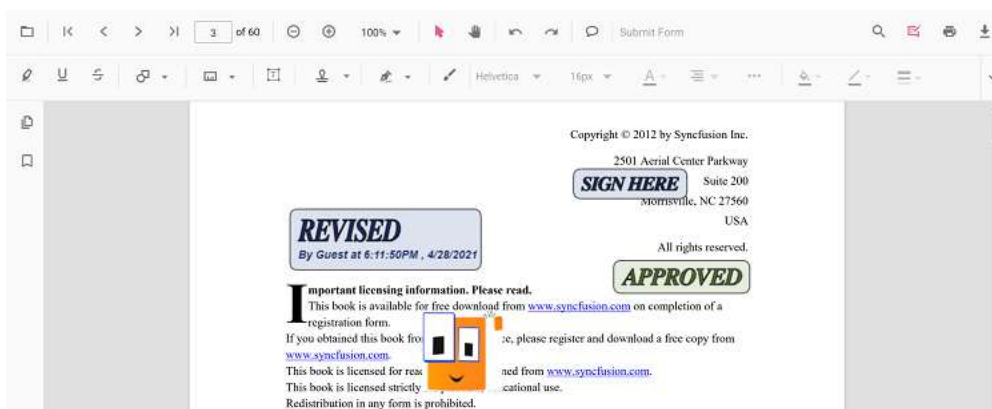 3 of 60 100% Submit Form
Helvetica 16px A
Copyright © 2012 by Syncfusion Inc.
2501 Aerial Center Parkway
SIGN HERE Suite 200
Morrisville, NC 27560
USA
REVISED
By Guest at 6:11:50PM , 4/28/2021
All rights reserved.
APPROVED
Important licensing information. Please read.
This book is available for free download from www.syncfusion.com on completion of a
registration form.
If you obtained this book ce, please register and download a free copy from
www.syncfusion.com.
This book is licensed for ned from www.syncfusion.com.
This book is licensed strictly cational use.
Redistribution in any form is prohibited.